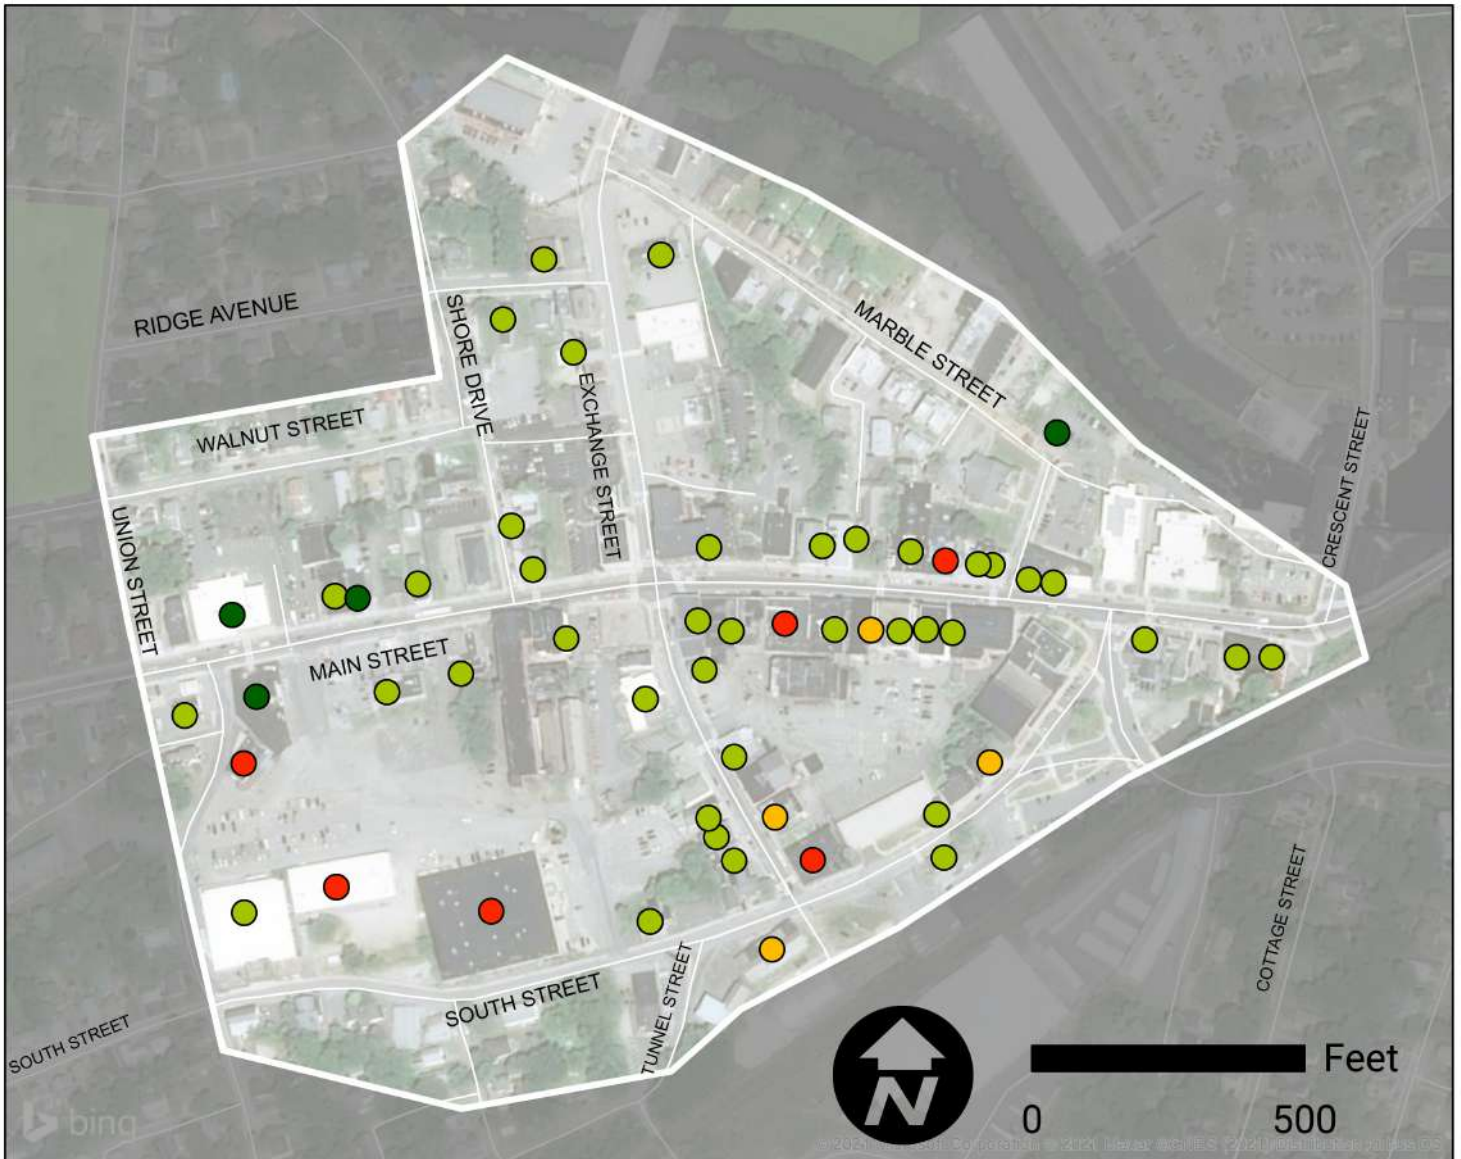 RIDGE AVENUE
SHORE DRIVE
MARBLE STREET
EXCHANGE STREET
WALNUT STREET
CRESCENT STREET
UNION STREET
MAIN STREET
COTTAGE STREET
SOUTH STREET
TUNNEL STREET
SOUTH STREET
N
Feet
0 500
bing